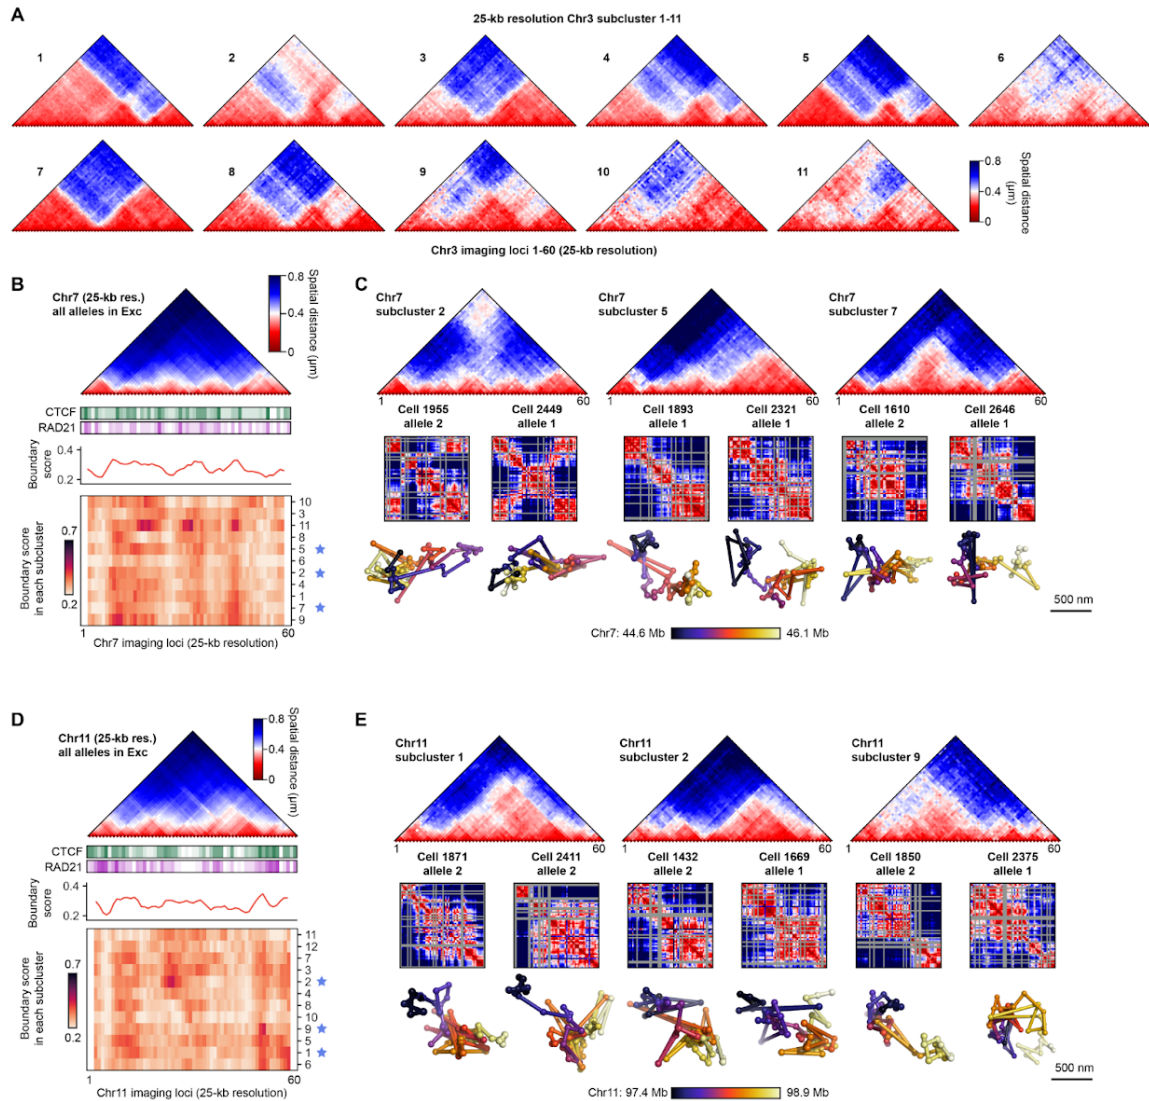 A
25-kb resolution Chr3 subcluster 1-11
1
2
3
4
5
6
7
8
9
10
11
0.8
0.4
0
Spatial distance
(μm)
Chr3 imaging loci 1-60 (25-kb resolution)
B
Chr7 (25-kb res.)
all alleles in Exc
0.8
0.4
0
Spatial distance (μm)
CTCF
RAD21
Boundary
score
0.4
0.2
Boundary score
in each subcluster
0.7
0.2
10
3
11
8
5
6
2
4
1
7
9
1
60
Chr7 imaging loci (25-kb resolution)
C
Chr7
subcluster 2
Chr7
subcluster 5
Chr7
subcluster 7
1
60
1
60
1
60
Cell 1955
allele 2
Cell 2449
allele 1
Cell 1893
allele 1
Cell 2321
allele 1
Cell 1610
allele 2
Cell 2646
allele 1
500 nm
Chr7: 44.6 Mb
46.1 Mb
D
Chr11 (25-kb res.)
all alleles in Exc
0.8
0.4
0
Spatial distance (μm)
CTCF
RAD21
Boundary
score
0.4
0.2
Boundary score
in each subcluster
0.7
0.2
11
12
7
3
2
4
8
10
9
5
1
6
1
60
Chr11 imaging loci (25-kb resolution)
E
Chr11
subcluster 1
Chr11
subcluster 2
Chr11
subcluster 9
1
60
1
60
1
60
Cell 1871
allele 2
Cell 2411
allele 2
Cell 1432
allele 2
Cell 1669
allele 1
Cell 1850
allele 2
Cell 2375
allele 1
500 nm
Chr11: 97.4 Mb
98.9 Mb